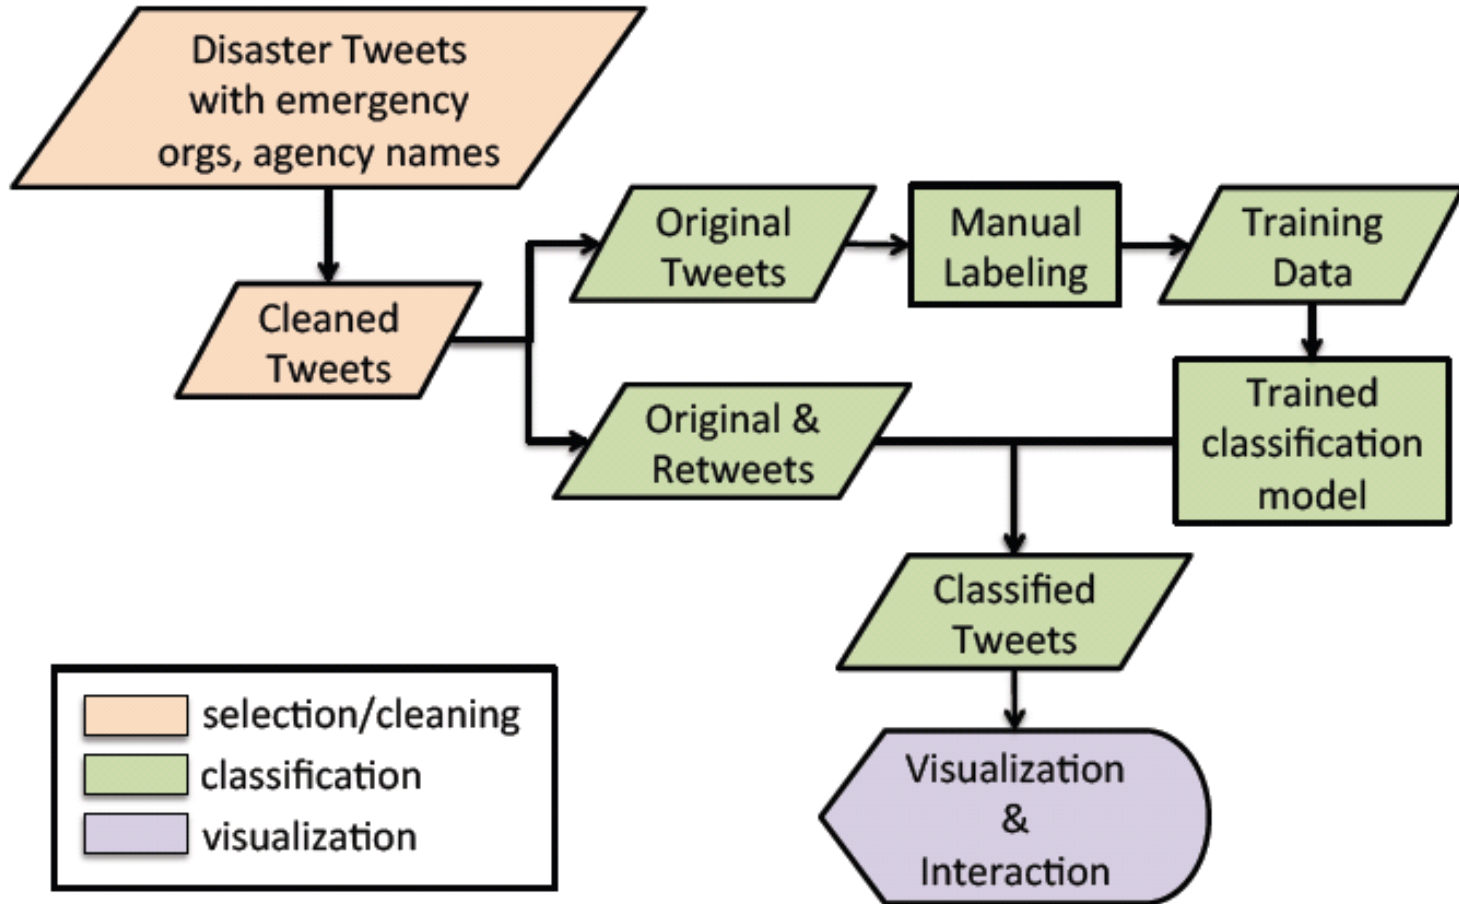 Disaster Tweets
with emergency
orgs, agency names
Cleaned
Tweets
Original
Tweets
Manual
Labeling
Training
Data
Original &
Retweets
Trained
classification
model
Classified
Tweets
Visualization
&
Interaction
selection/cleaning
classification
visualization